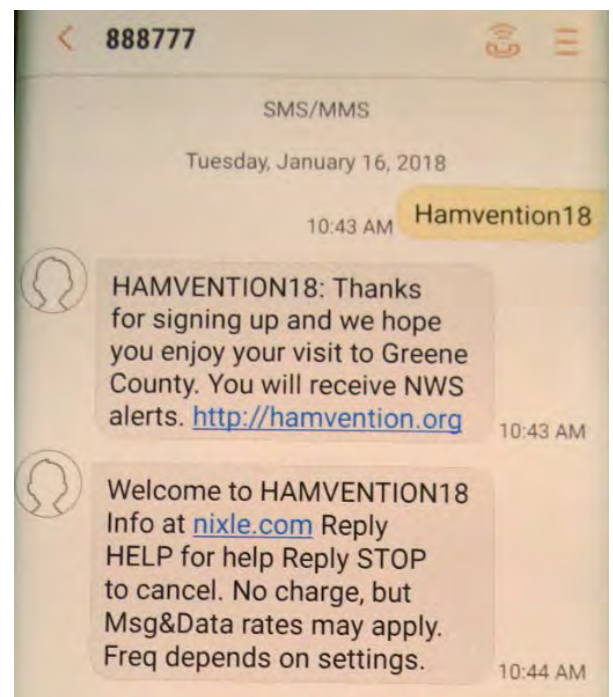 888777
SMS/MMS
Tuesday, January 16, 2018
10:43 AM Hamvention18
HAMVENTION18: Thanks
for signing up and we hope
you enjoy your visit to Greene
County. You will receive NWS
alerts. http://hamvention.org
10:43 AM
Welcome to HAMVENTION18
Info at nixle.com Reply
HELP for help Reply STOP
to cancel. No charge, but
Msg&Data rates may apply.
Freq depends on settings.
10:44 AM